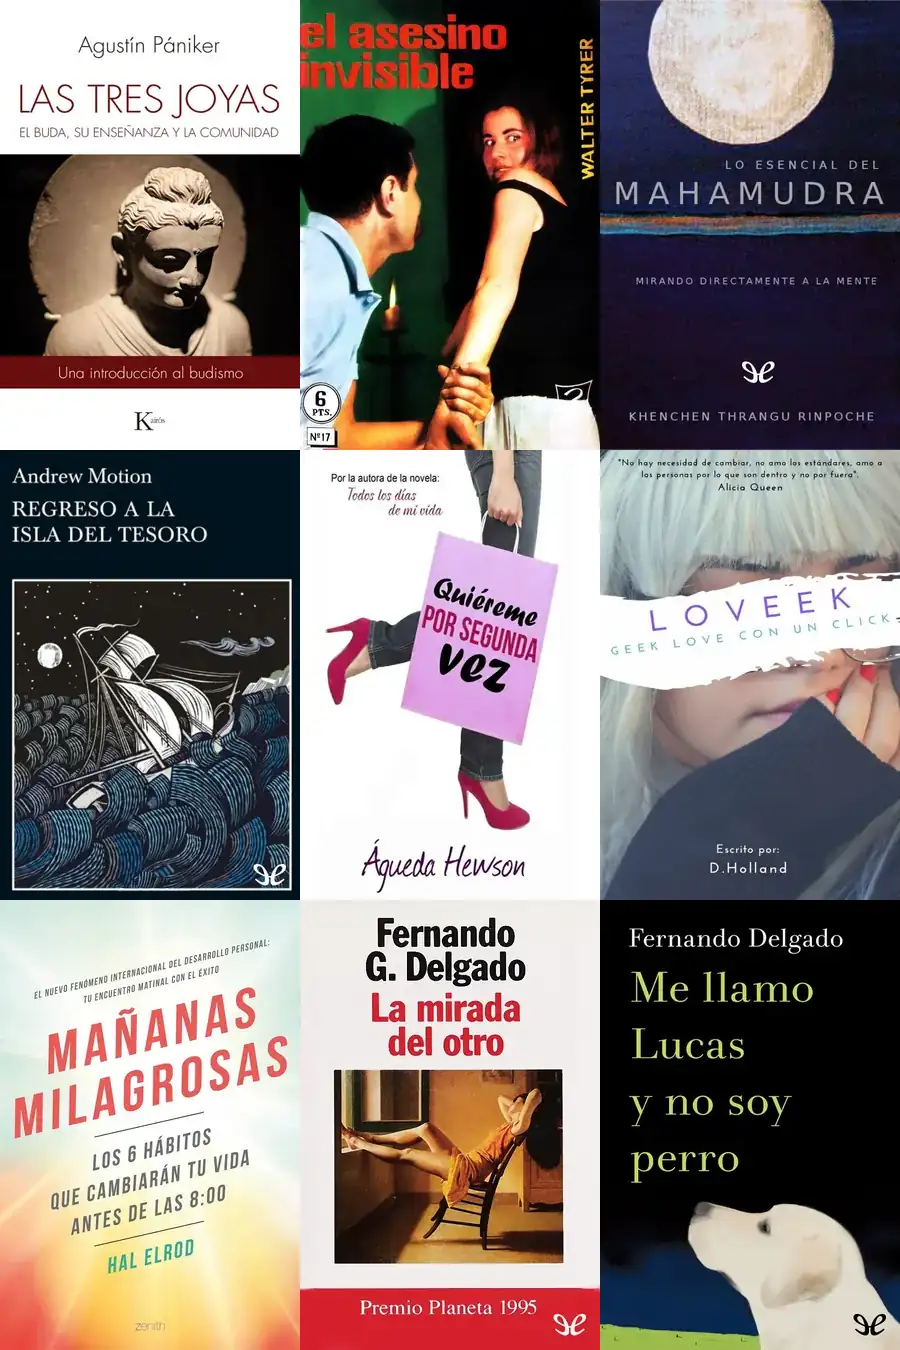 Agustín Pániker
LAS TRES JOYAS
EL BUDA, SU ENSEÑANZA Y LA COMUNIDAD
Una introducción al budismo
Kairós
el asesino
invisible
WALTER TYRER
6
PTS.
Nº17
LO ESENCIAL DEL
MAHAMUDRA
MIRANDO DIRECTAMENTE A LA MENTE
KHENCHEN THRANGU RINPOCHE
Andrew Motion
REGRESO A LA
ISLA DEL TESORO
Por la autora de la novela:
Todos los días
de mi vida
Quiéreme
POR SEGUNDA
vez
Águeda Hewson
"No hay necesidad de cambiar, no amo los estándares, amo a
las personas por lo que son dentro y no por fuera".
Alicia Queen
LOVEEK
GEEK LOVE CON UN CLICK
Escrito por:
D.Holland
EL NUEVO FENÓMENO INTERNACIONAL DEL DESARROLLO PERSONAL:
TU ENCUENTRO MATINAL CON EL ÉXITO
MAÑANAS
MILAGROSAS
LOS 6 HÁBITOS
QUE CAMBIARÁN TU VIDA
ANTES DE LAS 8:00
HAL ELROD
zenith
Fernando
G. Delgado
La mirada
del otro
Premio Planeta 1995
Fernando Delgado
Me llamo
Lucas
y no soy
perro